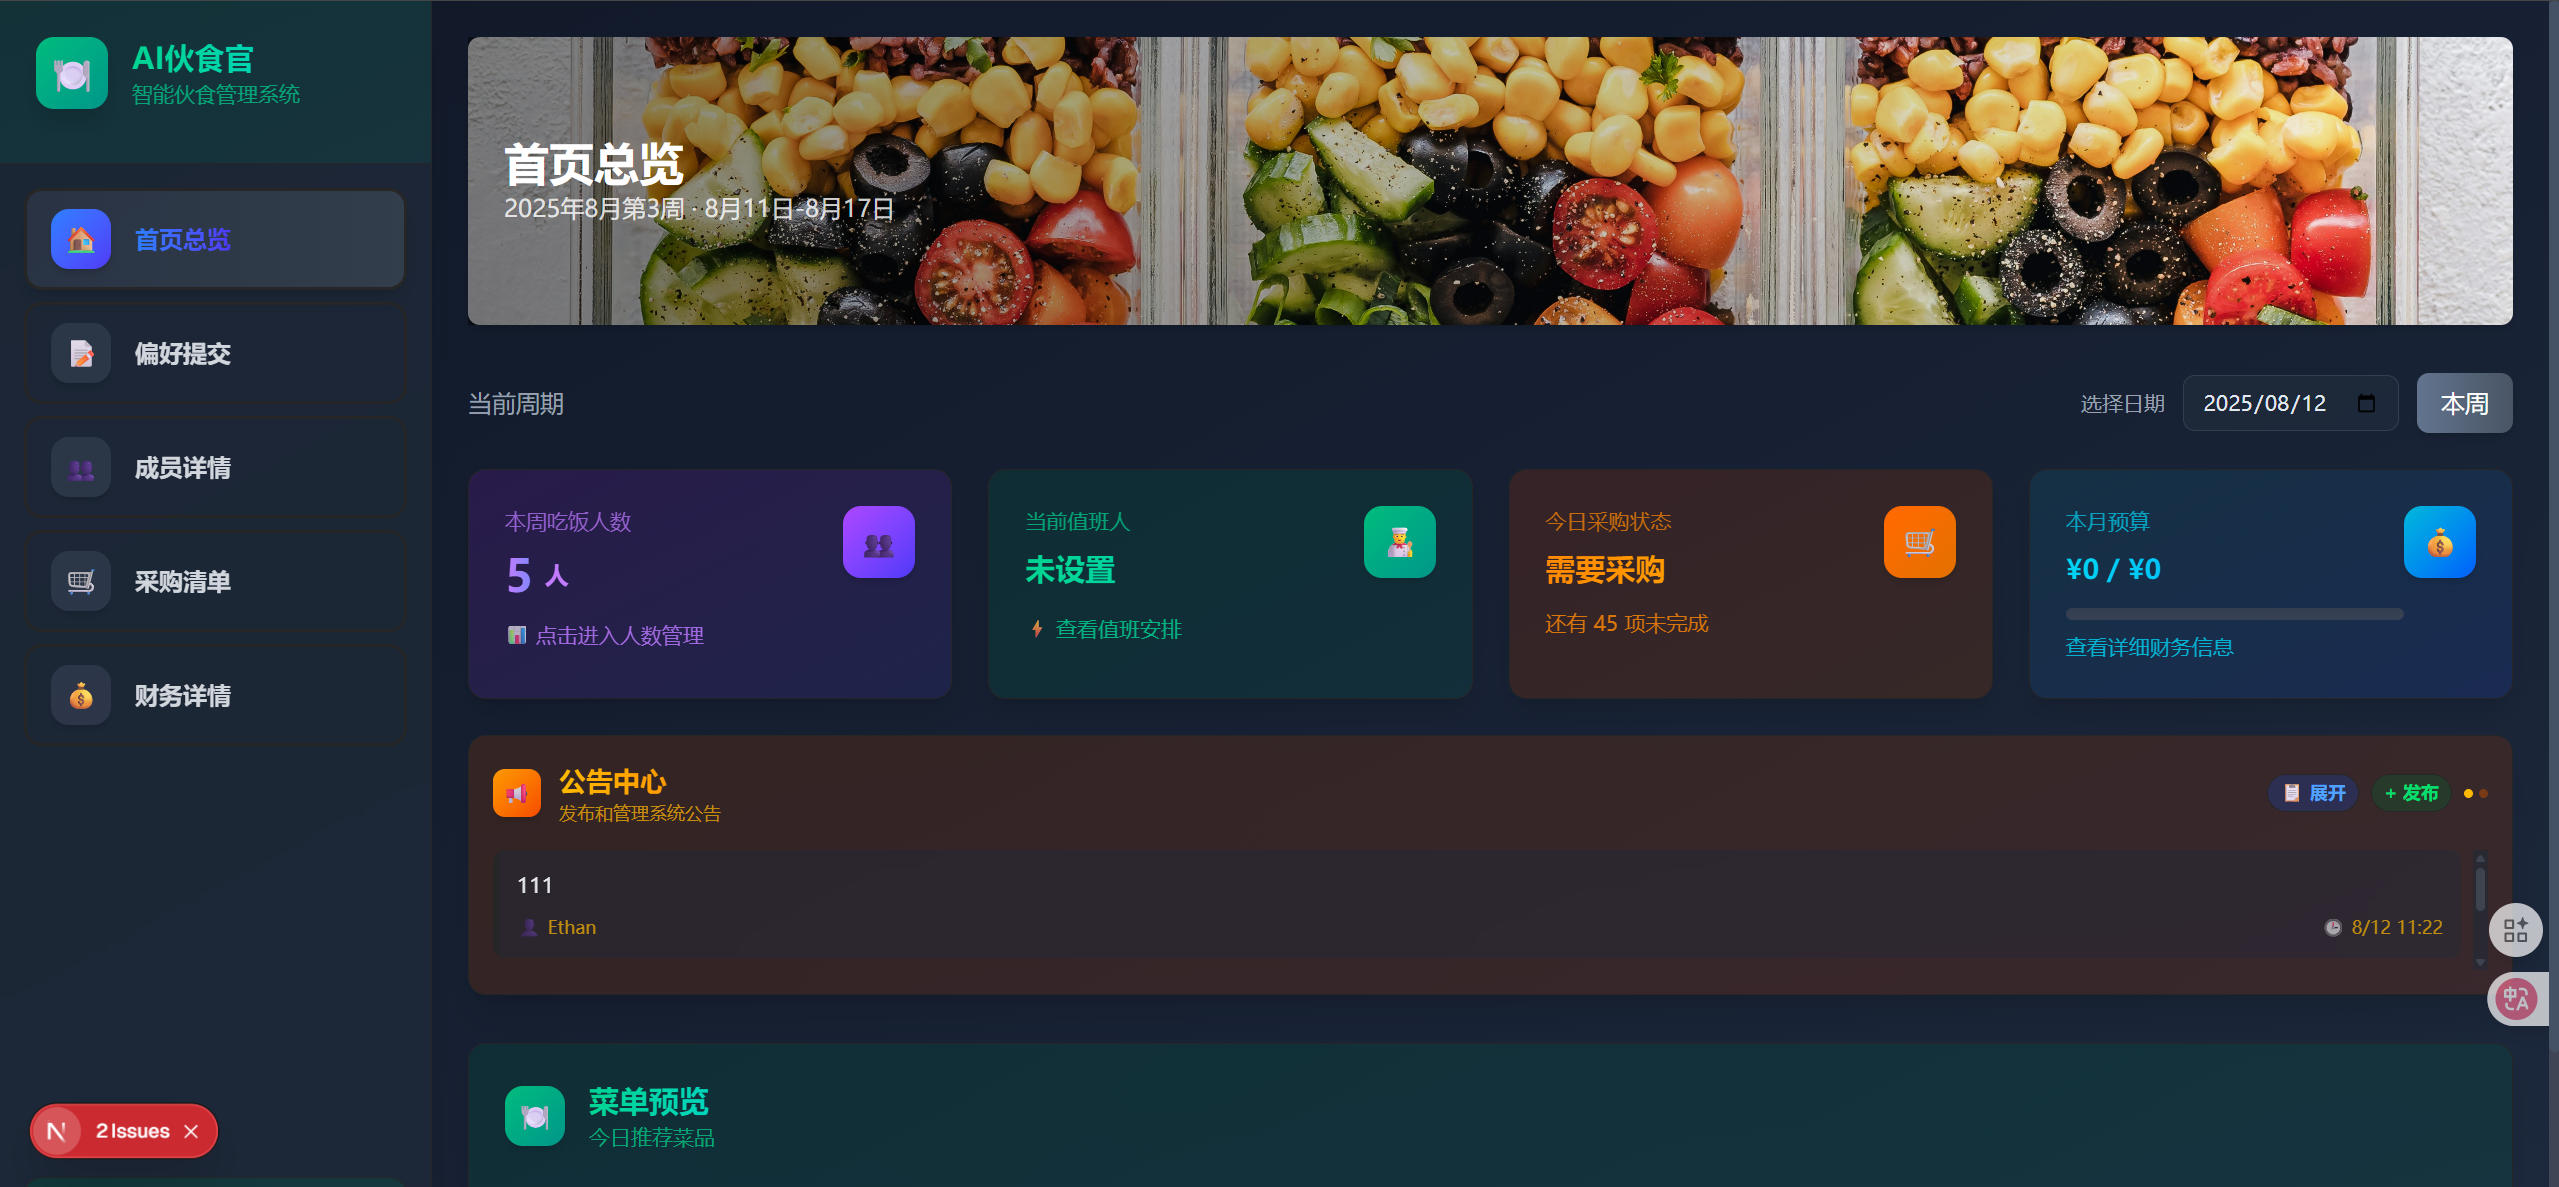 AI伙食官
智能伙食管理系统
首页总览
偏好提交
成员详情
采购清单
财务详情
2 Issues
首页总览
2025年8月第3周 · 8月11日-8月17日
当前周期
选择日期
2025/08/12
本周
本周吃饭人数
5 人
点击进入人数管理
当前值班人
未设置
查看值班安排
今日采购状态
需要采购
还有 45 项未完成
本月预算
¥0 / ¥0
查看详细财务信息
公告中心
发布和管理系统公告
展开
+ 发布
111
Ethan
8/12 11:22
中A
菜单预览
今日推荐菜品